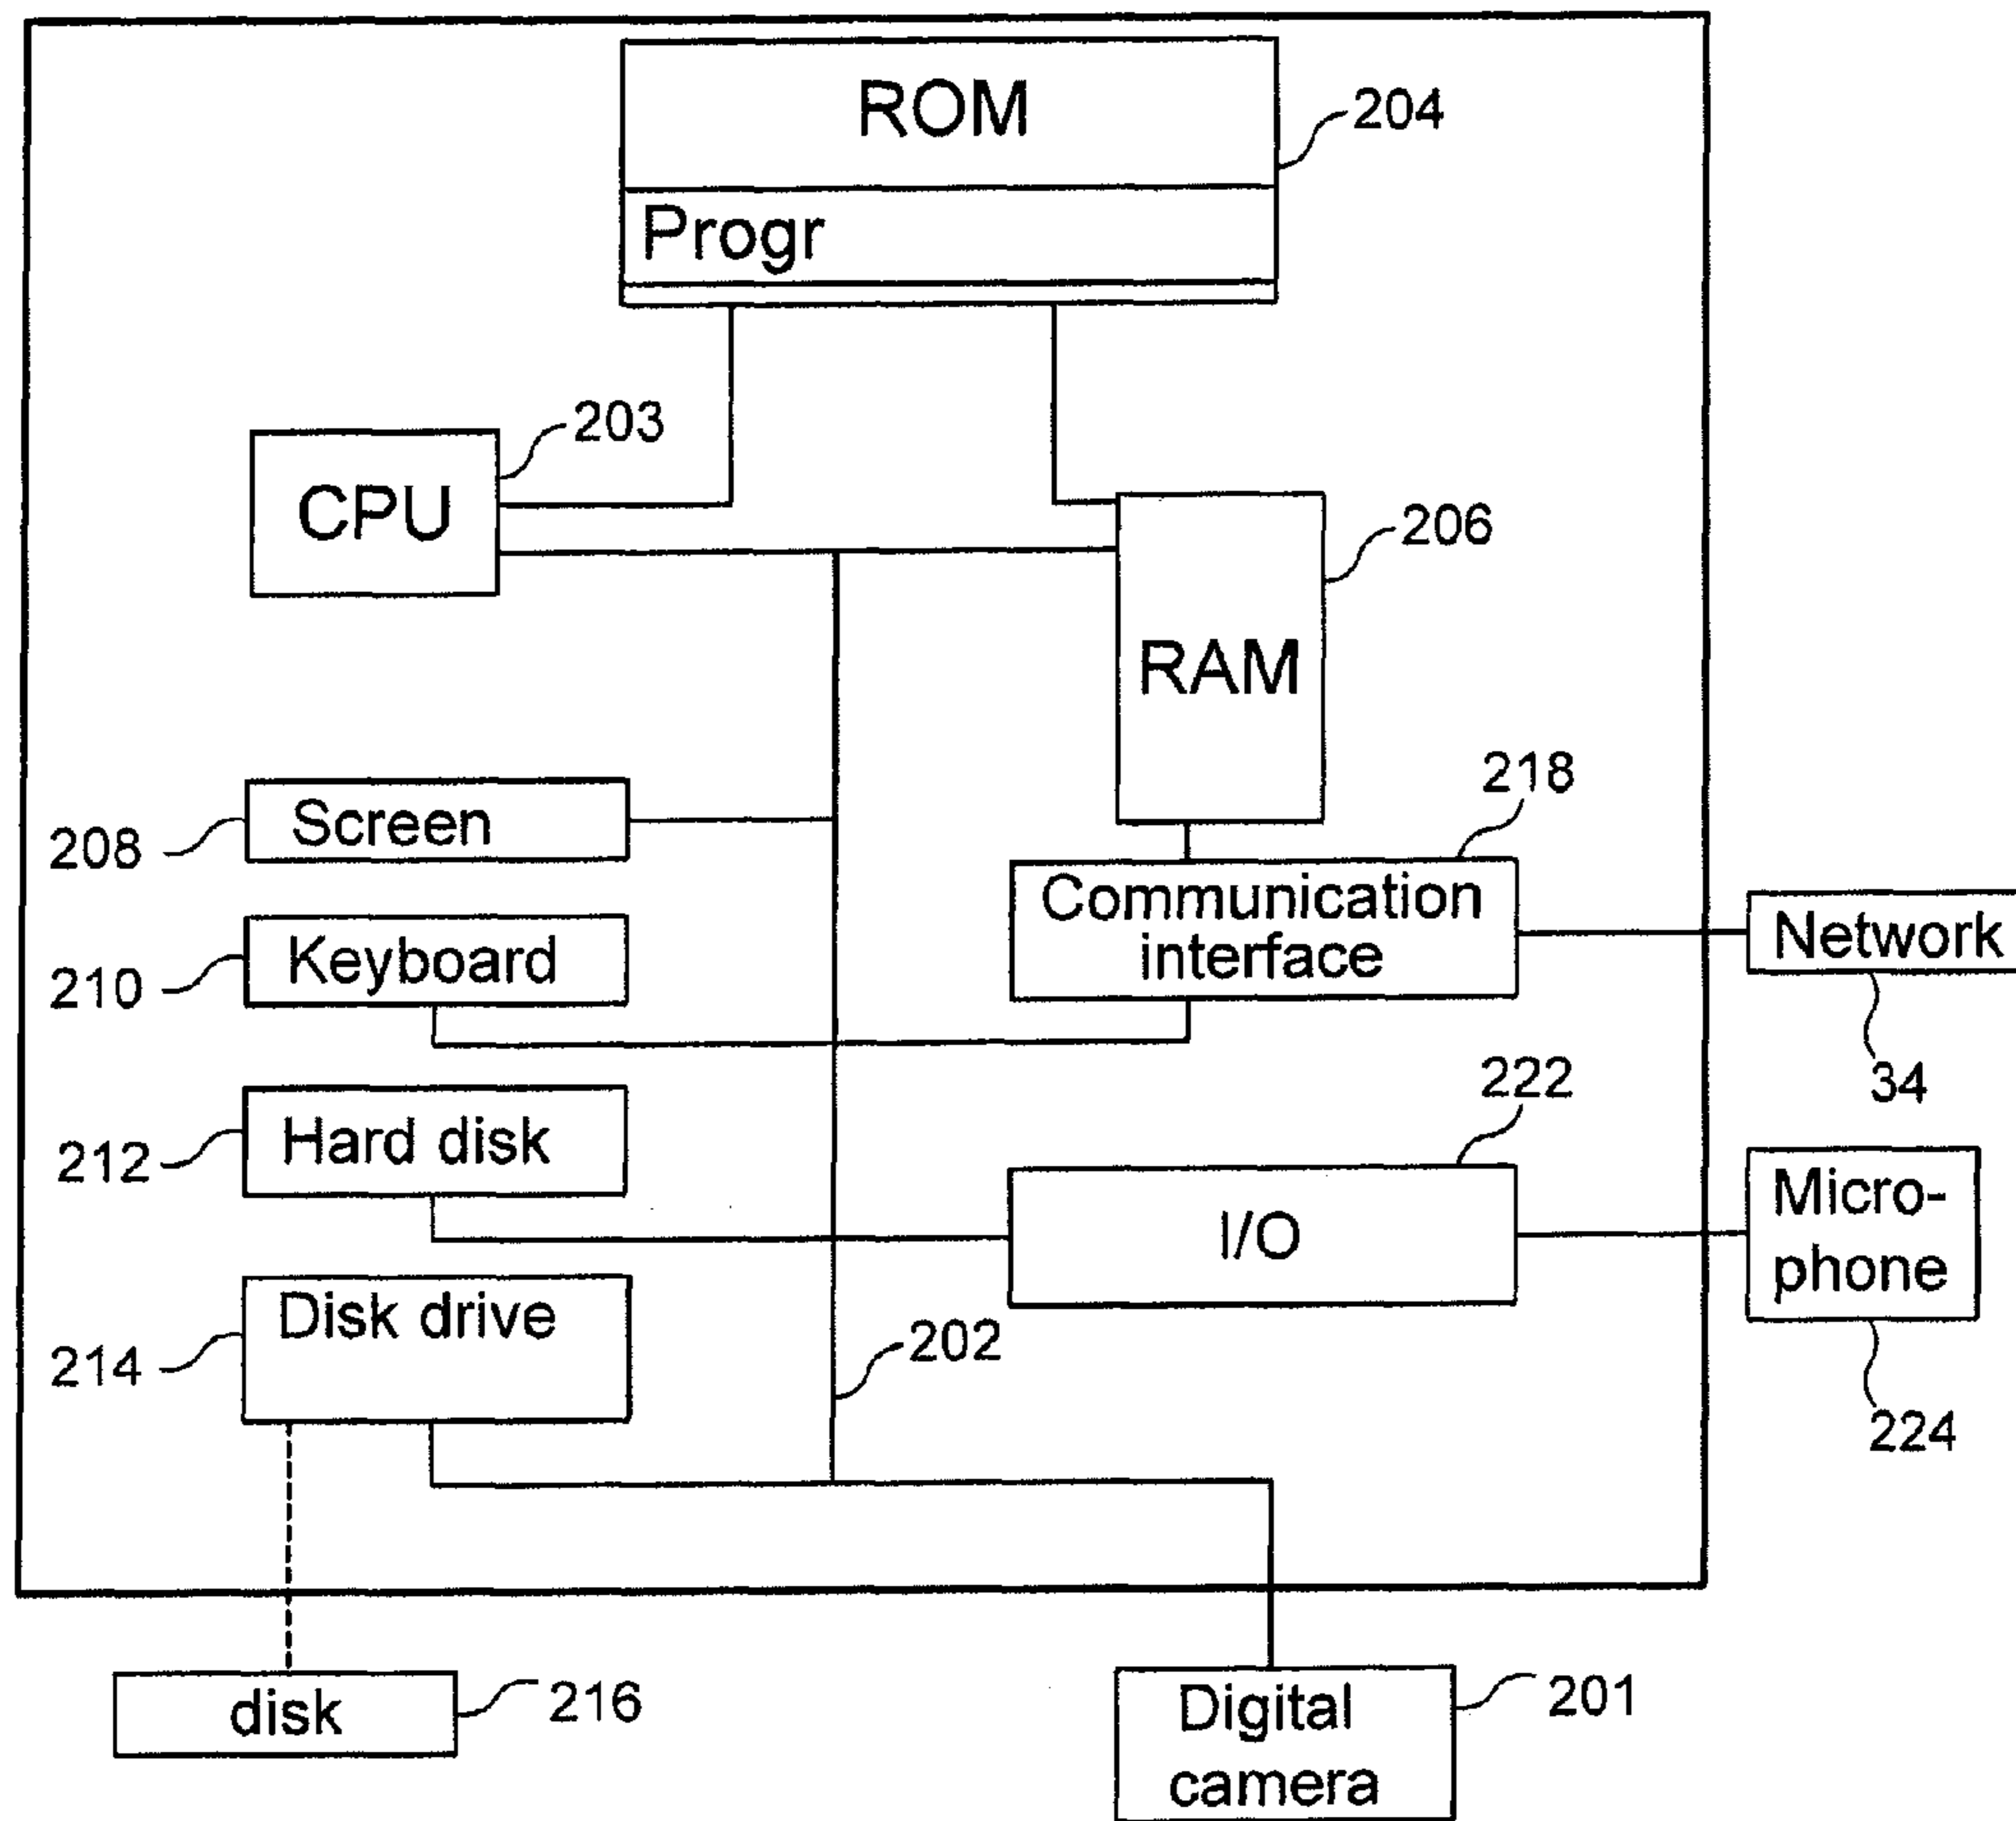 ROM
204
Progr
203
CPU
206
RAM
218
Screen
208
Communication
interface
Keyboard
210
Network
34
222
Hard disk
212
I/O
Micro-
phone
224
Disk drive
214
202
disk
216
Digital
camera
201